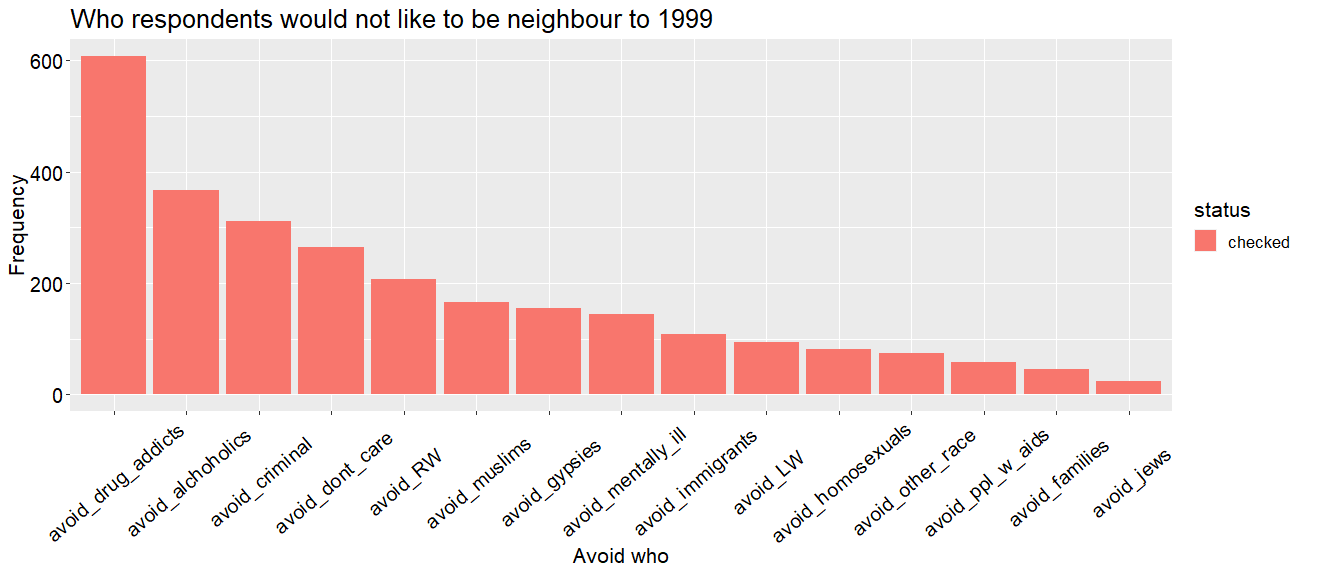 Who respondents would not like to be neighbour to 1999
600
400
200
0
Frequency
avoid_drug_addicts
avoid_alchoholics
avoid_criminal
avoid_dont_care
avoid_RW
avoid_muslims
avoid_gypsies
avoid_mentally_ill
avoid_immigrants
avoid_LW
avoid_homosexuals
avoid_other_race
avoid_ppl_w_aids
avoid_families
avoid_jews
Avoid who
status
checked